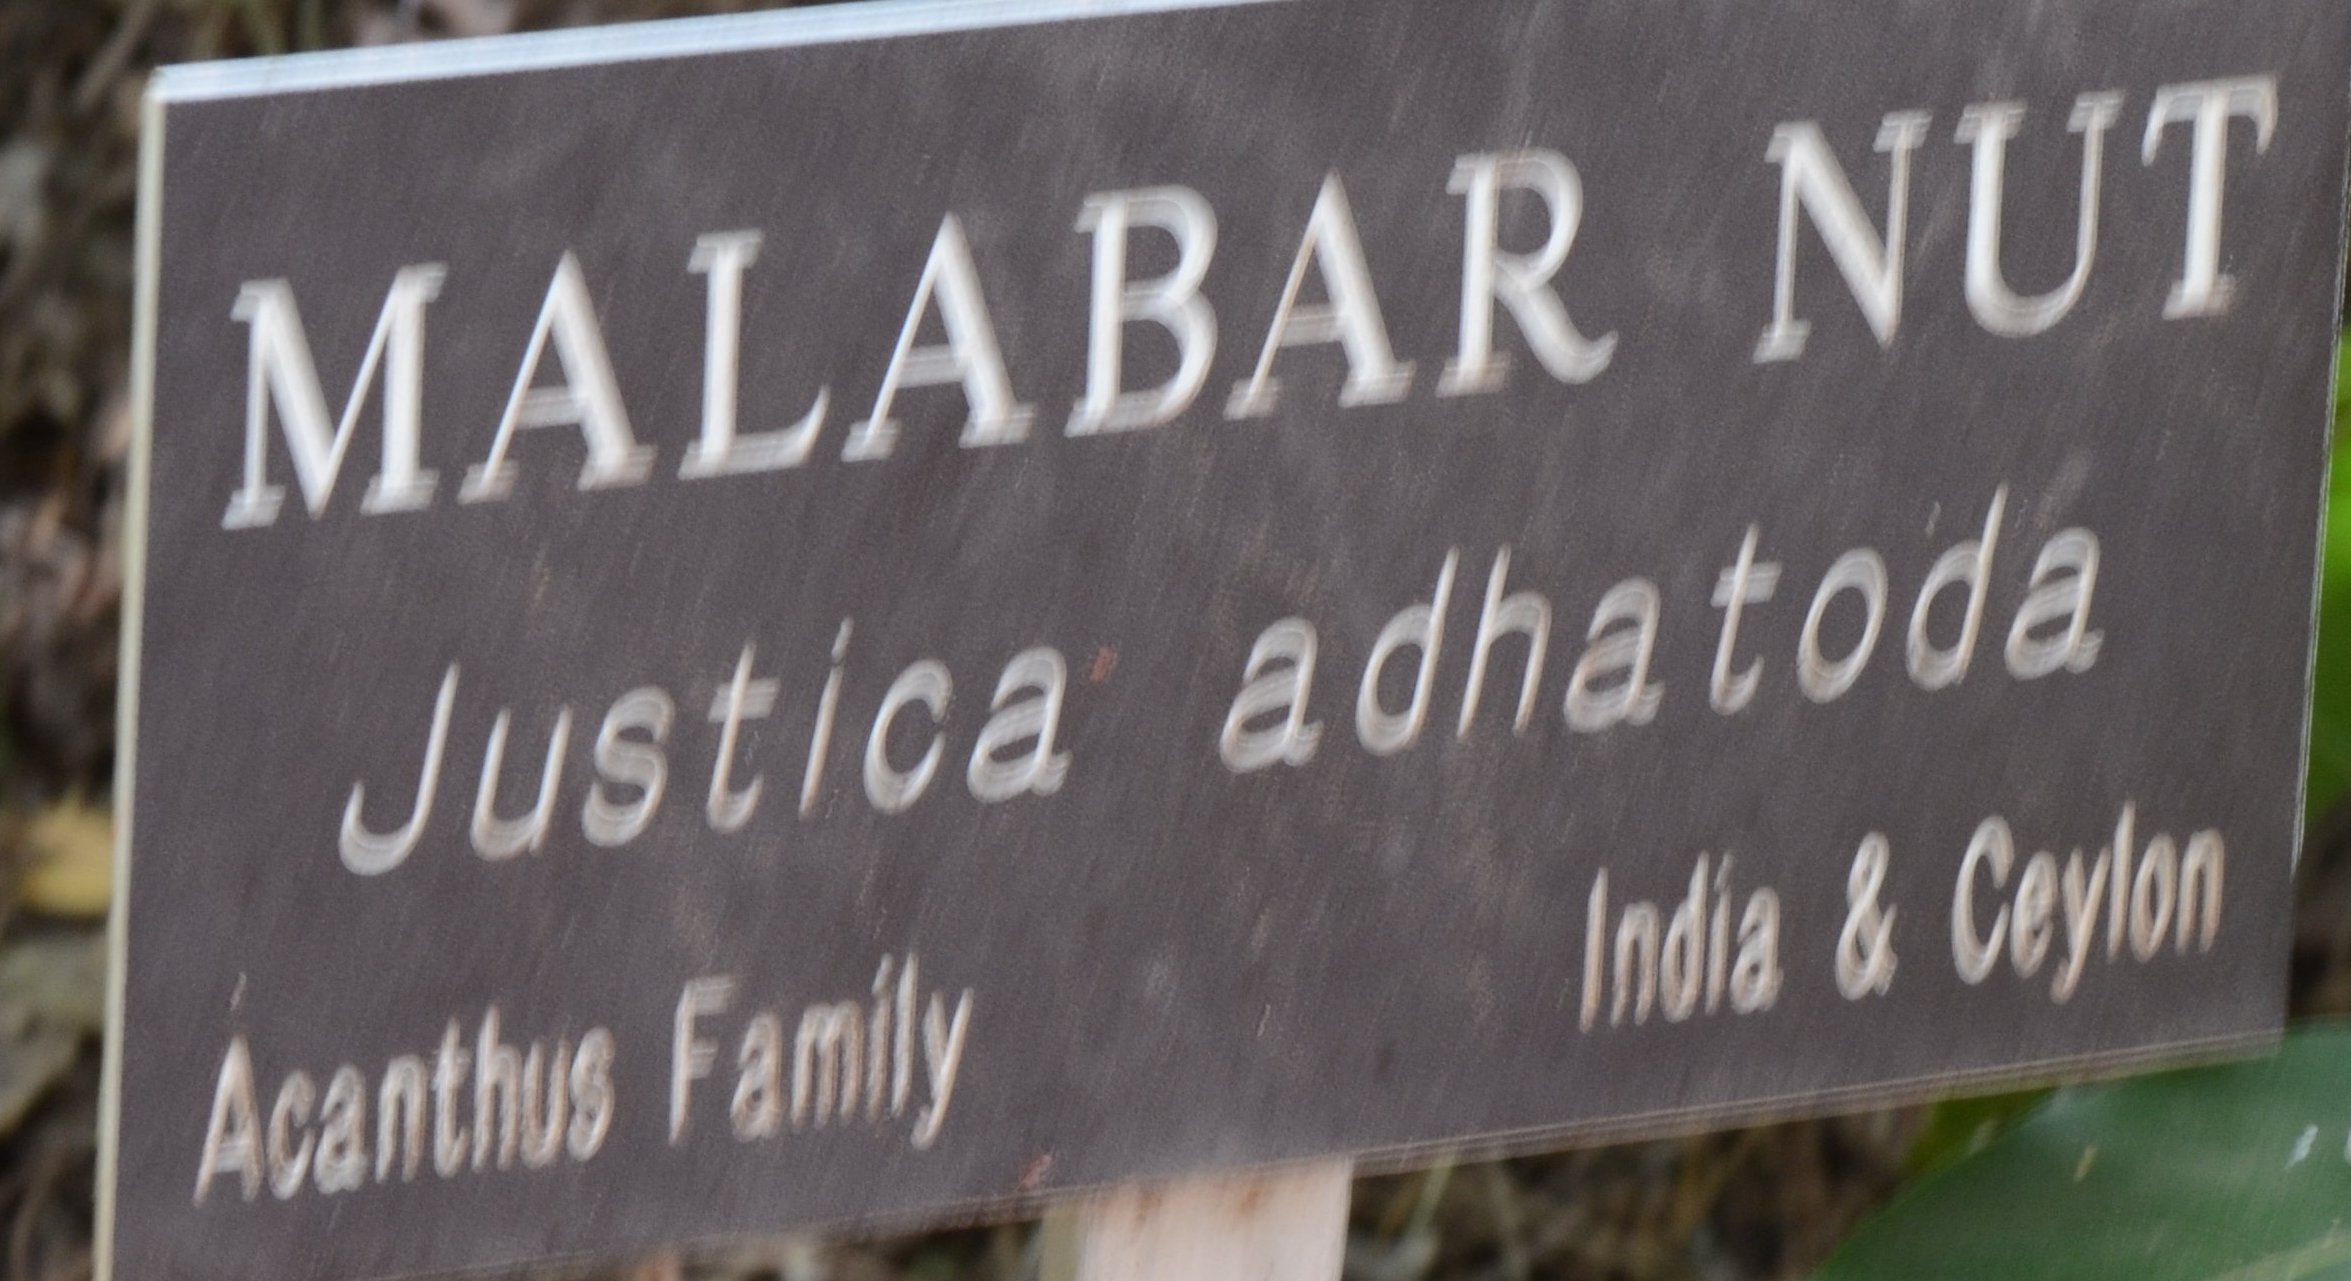 MALABAR NUT
Justica adhatoda
Acanthus Family India & Ceylon